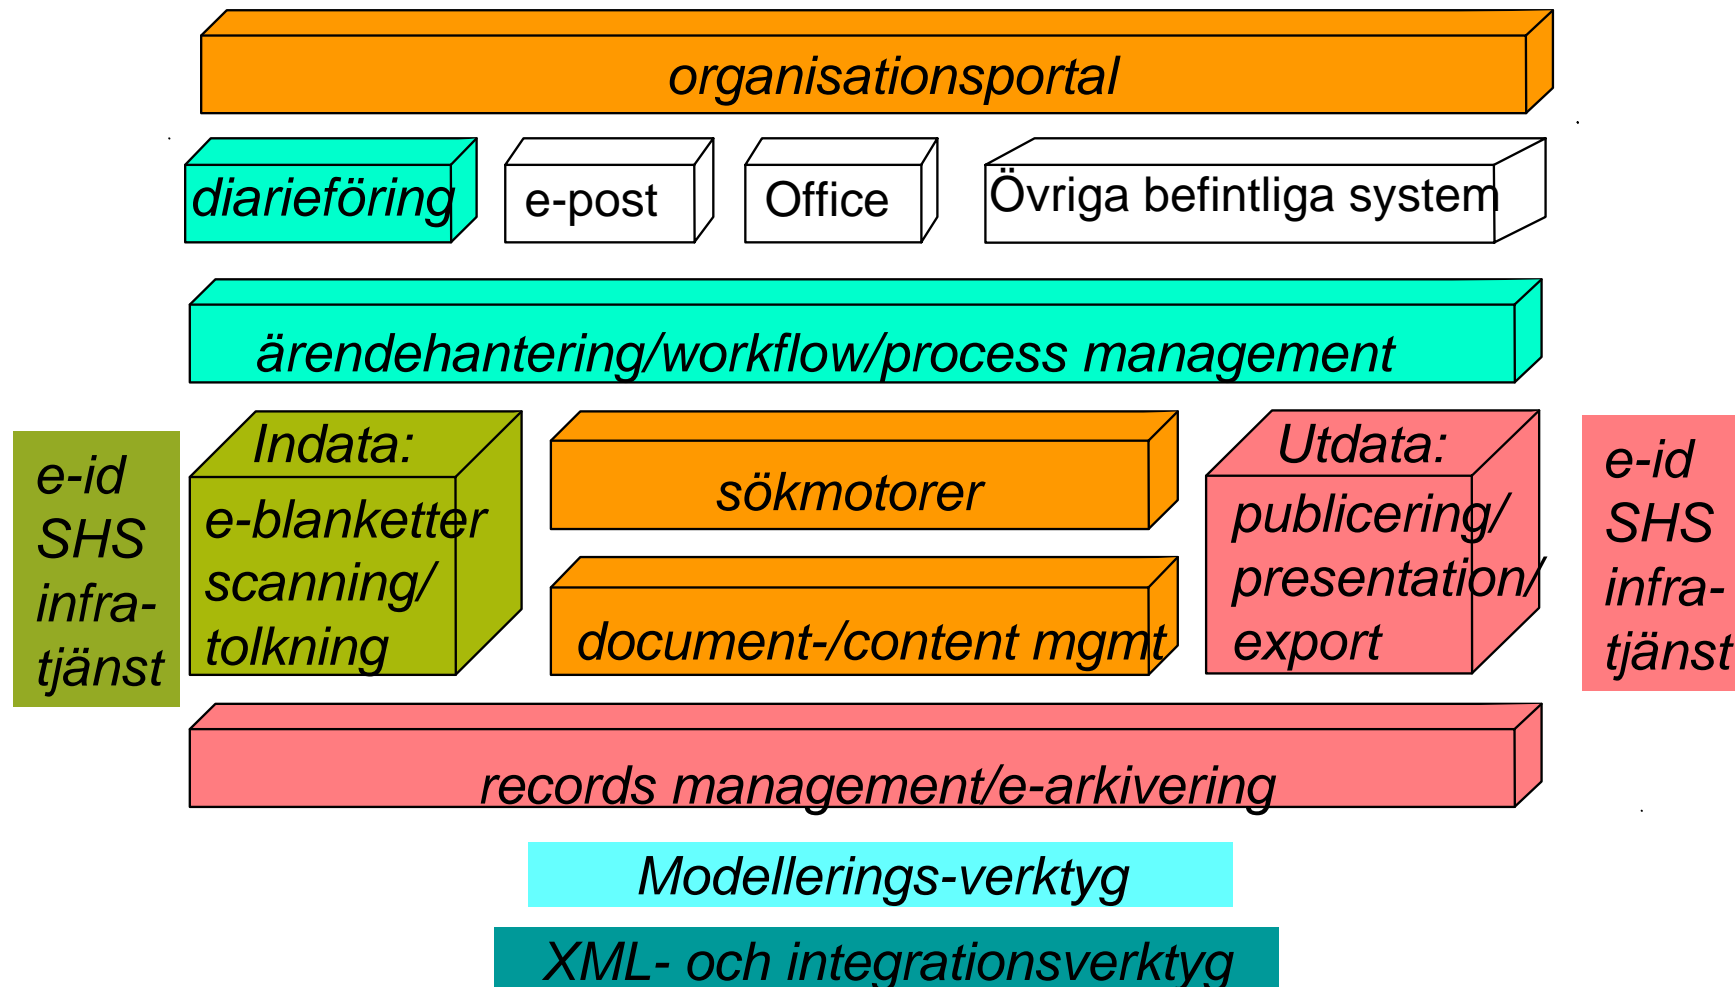 organisationsportal
diarieföring
e-post
Office
Övriga befintliga system
ärendehantering/workflow/process management
e-id
SHS
infra-
tjänst
Indata:
e-blanketter
scanning/
tolkning
sökmotorer
document-/content mgmt
Utdata:
publicering/
presentation/
export
e-id
SHS
infra-
tjänst
records management/e-arkivering
Modellerings-verktyg
XML- och integrationsverktyg